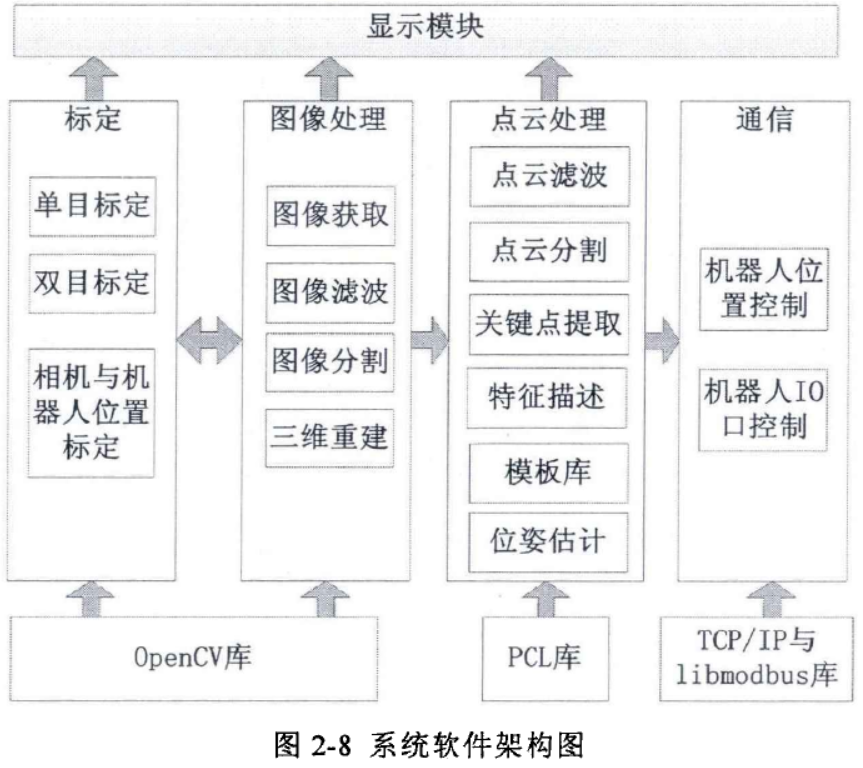 显示模块
标定
单目标定
双目标定
相机与机
器人位置
标定
图像处理
图像获取
图像滤波
图像分割
三维重建
点云处理
点云滤波
点云分割
关键点提取
特征描述
模板库
位姿估计
通信
机器人位
置控制
机器人IO
口控制
OpenCV库
PCL库
TCP/IP与
libmodbus库
图 2-8 系统软件架构图